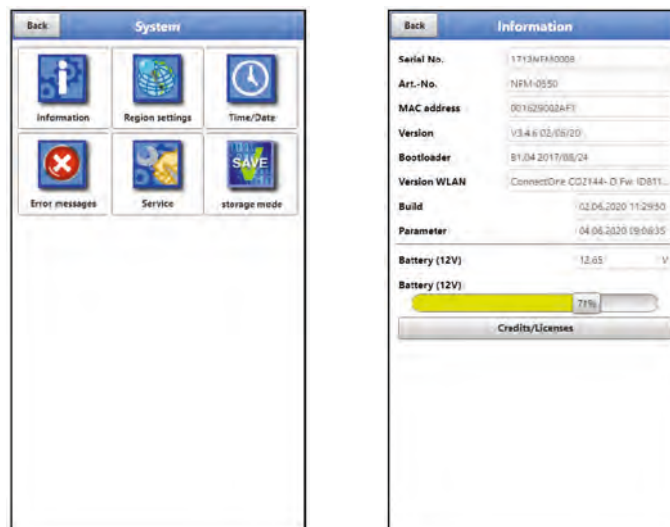 Back System
Information Region settings Time/Date
Error messages Service storage mode
SAVE
Back Information
Serial No. 1713NFM0009
Art.-No. NFM-0550
MAC address
Version V3.4.6 02/06/20
Bootloader B1.04 2017/08/24
Version WLAN ConnectOne CO2144- D Fw: ID811...
Build 02.06.2020 11:29:50
Parameter 04.06.2020 09:06:35
Battery (12V) 12.65 V
Battery (12V)
71%
Credits/Licenses